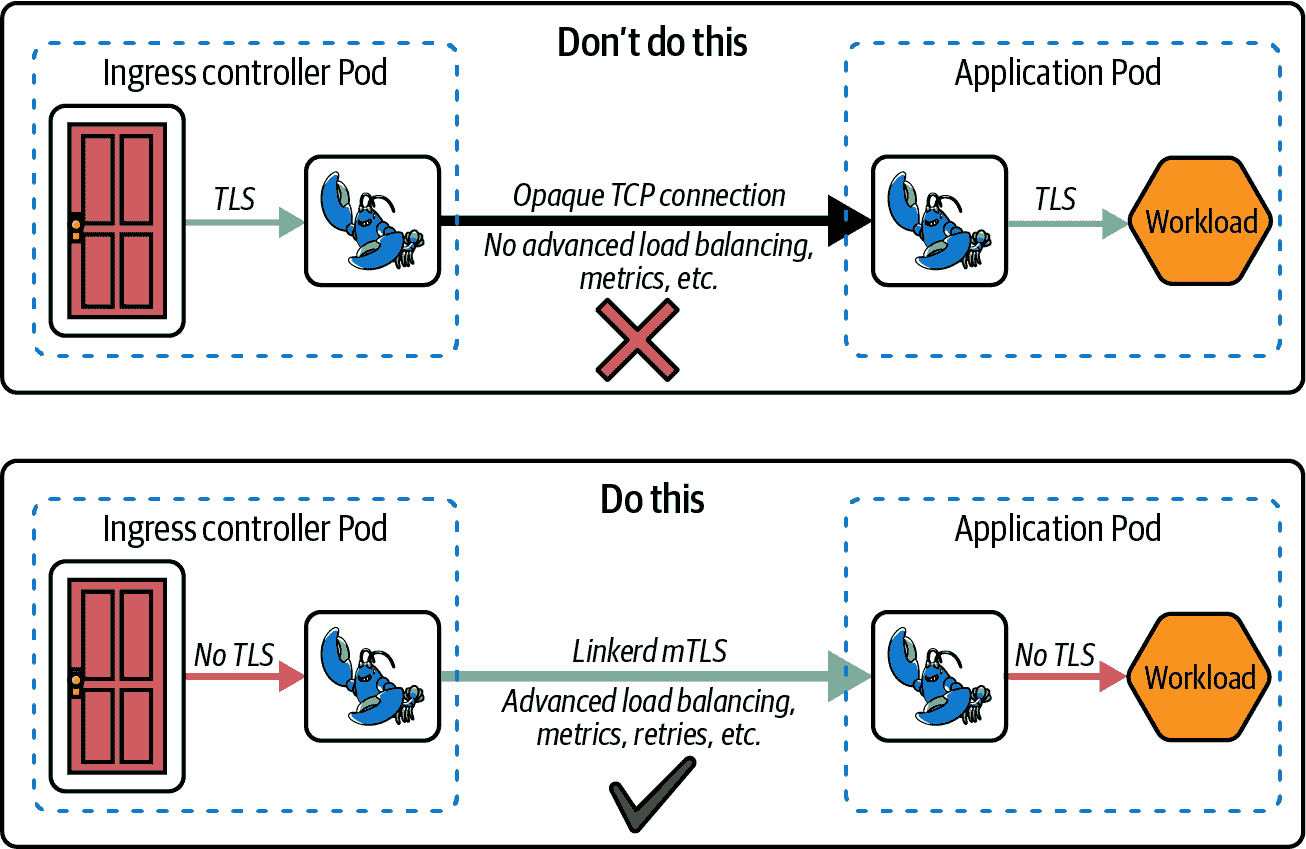 Don't do this
Ingress controller Pod
Application Pod
TLS
Opaque TCP connection
No advanced load balancing,
metrics, etc.
TLS
Workload
Do this
Ingress controller Pod
Application Pod
No TLS
Linkerd mTLS
Advanced load balancing,
metrics, retries, etc.
No TLS
Workload